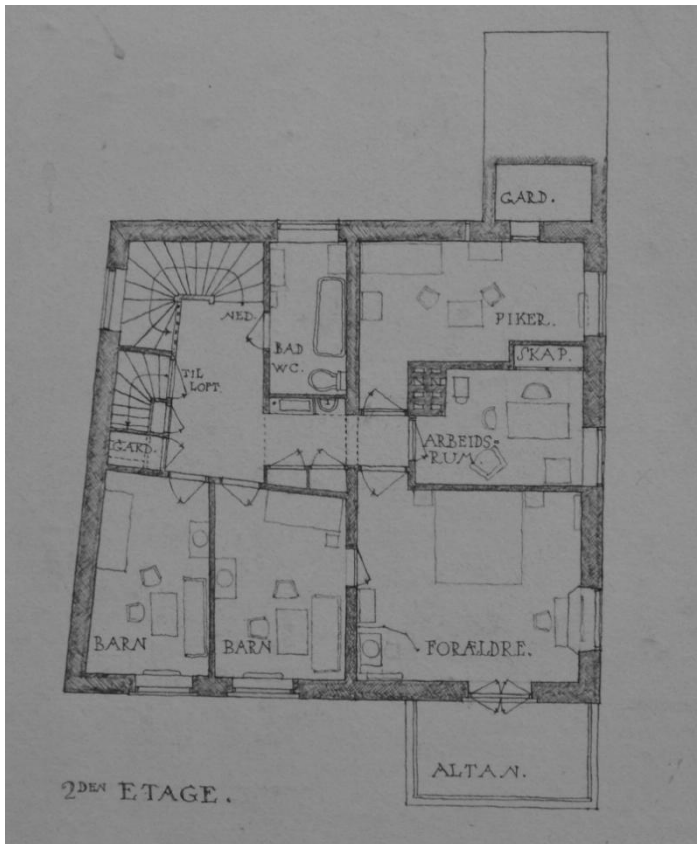 GARD.
NED.
PIKER.
BAD
WC.
SKAP.
TIL
LOFT.
GARD.
ARBEIDS=
RUM.
BARN
BARN
FORÆLDRE.
ALTAN.
2DEN ETAGE.